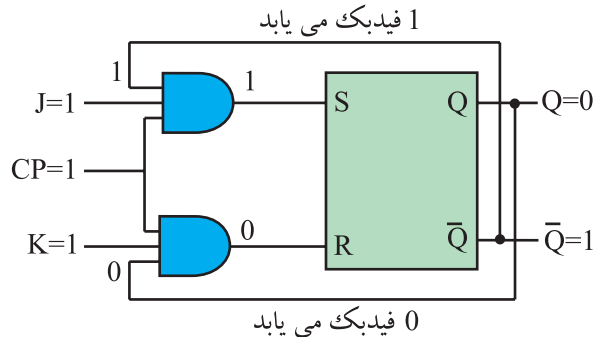 1 فیدبک می یابد
1
1
J=1
S
Q
Q=0
CP=1
K=1
0
0
R
Q̅
Q̅=1
0 فیدبک می یابد